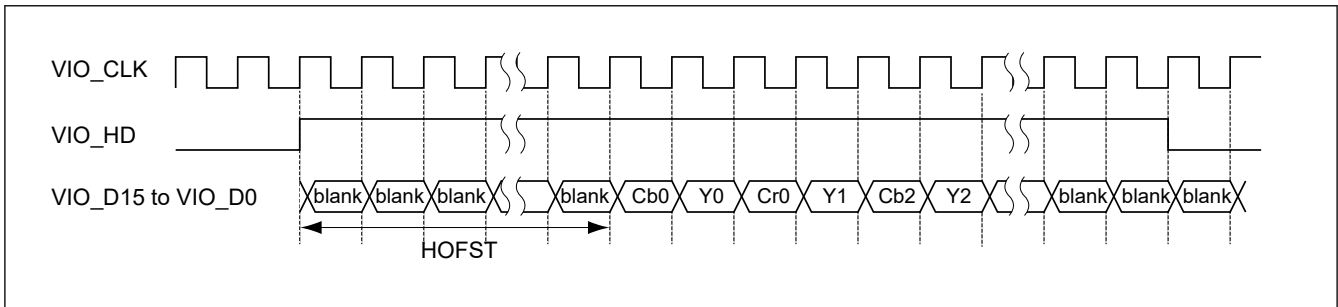 VIO_CLK
VIO_HD
VIO_D15 to VIO_D0 blank blank blank blank Cb0 Y0 Cr0 Y1 Cb2 Y2 blank blank blank
HOFST